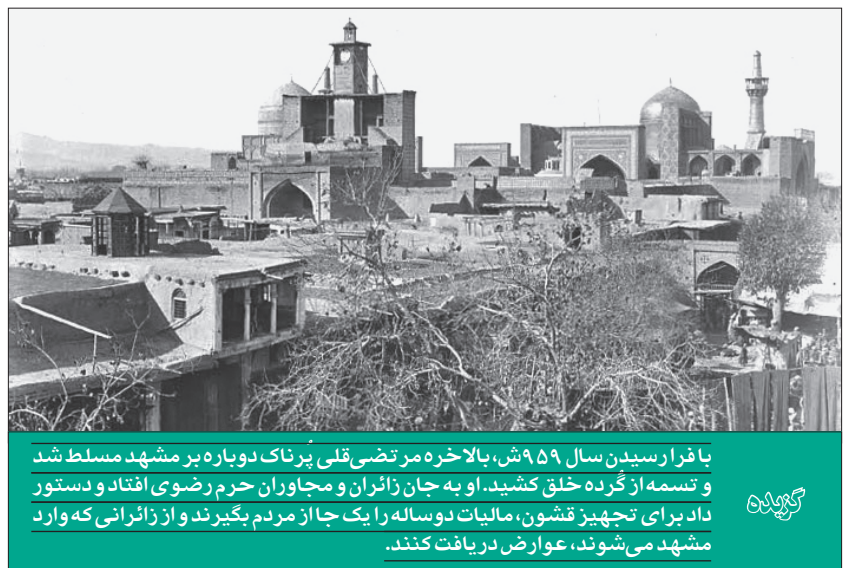 با فرا رسیدن سال ۹۵۹ش، بالاخره مرتضی‌قلی پُرناک دوباره بر مشهد مسلط شد
و تسمه از گُرده خلق کشید. او به جان زائران و مجاوران حرم رضوی افتاد و دستور
داد برای تجهیز قشون، مالیات دوساله را یک جا از مردم بگیرند و از زائرانی که وارد
مشهد می‌شوند، عوارض دریافت کنند.
گزیده